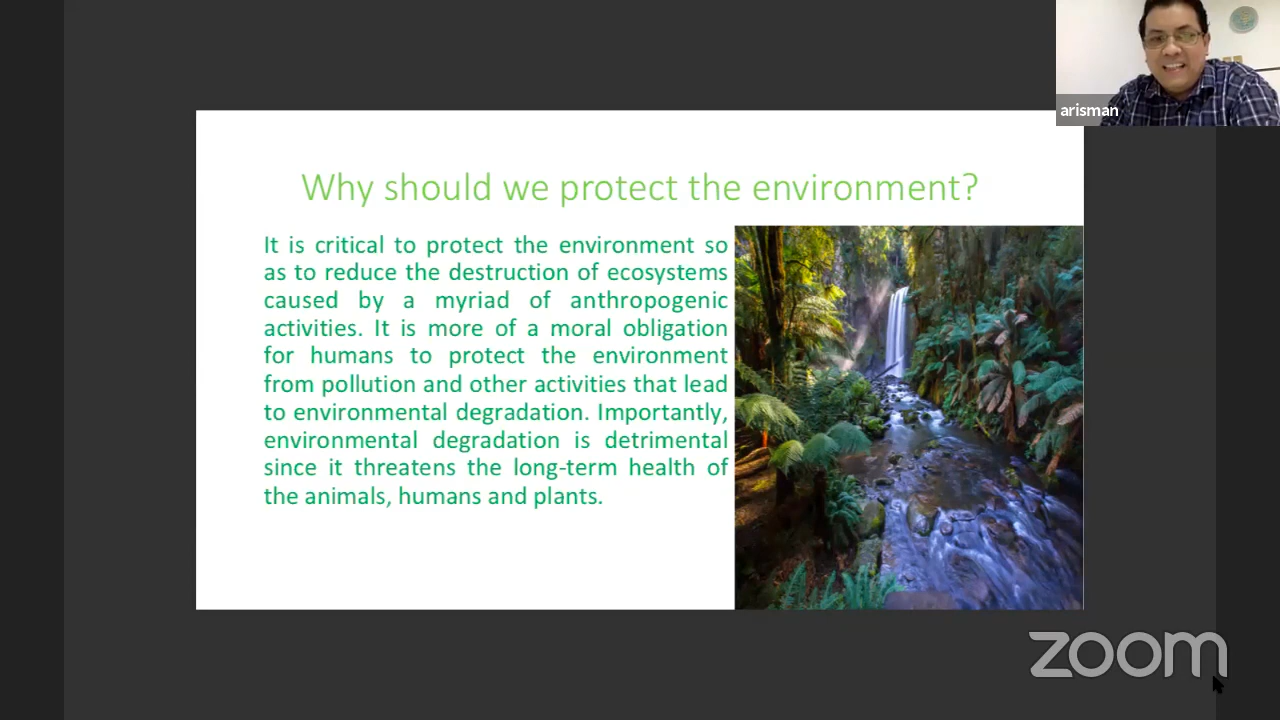 arisman
Why should we protect the environment?
It is critical to protect the environment so
as to reduce the destruction of ecosystems
caused by a myriad of anthropogenic
activities. It is more of a moral obligation
for humans to protect the environment
from pollution and other activities that lead
to environmental degradation. Importantly,
environmental degradation is detrimental
since it threatens the long-term health of
the animals, humans and plants.
zoom